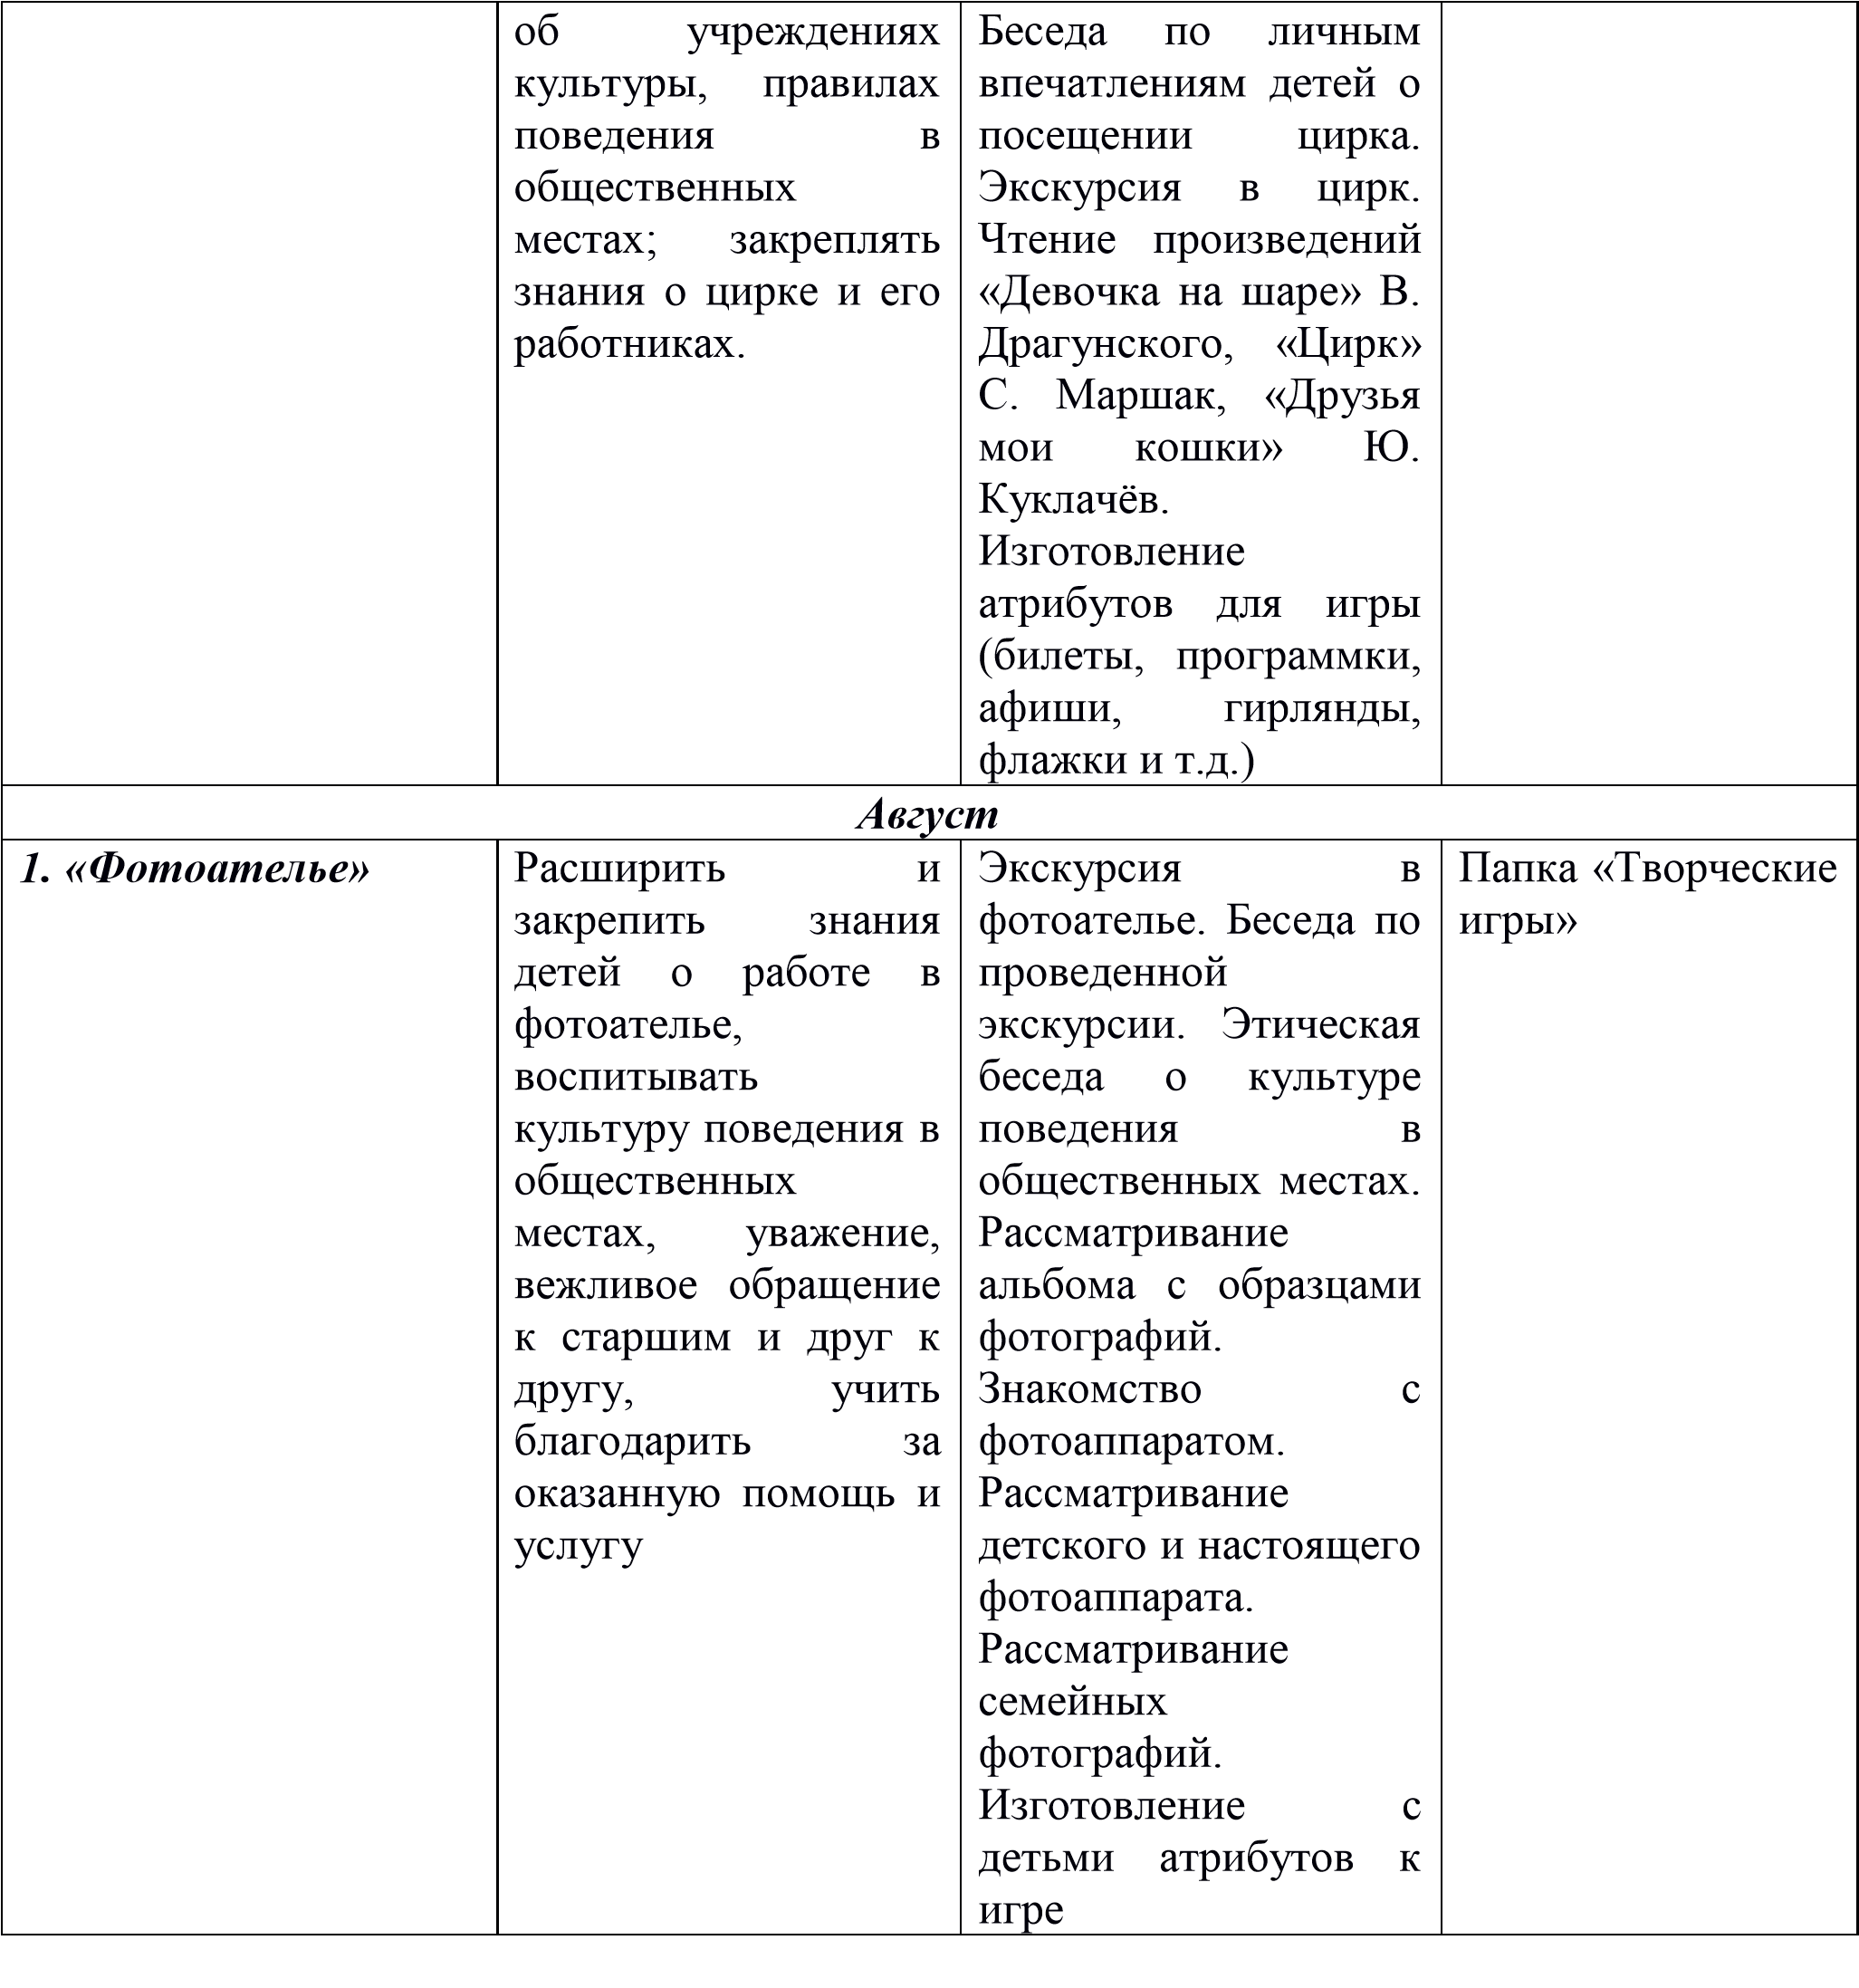 об учреждениях
культуры, правилах
поведения в
общественных
местах; закреплять
знания о цирке и его
работниках.
Беседа по личным
впечатлениям детей о
посещении цирка.
Экскурсия в цирк.
Чтение произведений
«Девочка на шаре» В.
Драгунского, «Цирк»
С. Маршак, «Друзья
мои кошки» Ю.
Куклачёв.
Изготовление
атрибутов для игры
(билеты, программки,
афиши, гирлянды,
флажки и т.д.)
Август
1. «Фотоателье»
Расширить и
закрепить знания
детей о работе в
фотоателье,
воспитывать
культуру поведения в
общественных
местах, уважение,
вежливое обращение
к старшим и друг к
другу, учить
благодарить за
оказанную помощь и
услугу
Экскурсия в
фотоателье. Беседа по
проведенной
экскурсии. Этическая
беседа о культуре
поведения в
общественных местах.
Рассматривание
альбома с образцами
фотографий.
Знакомство с
фотоаппаратом.
Рассматривание
детского и настоящего
фотоаппарата.
Рассматривание
семейных
фотографий.
Изготовление с
детьми атрибутов к
игре
Папка «Творческие
игры»